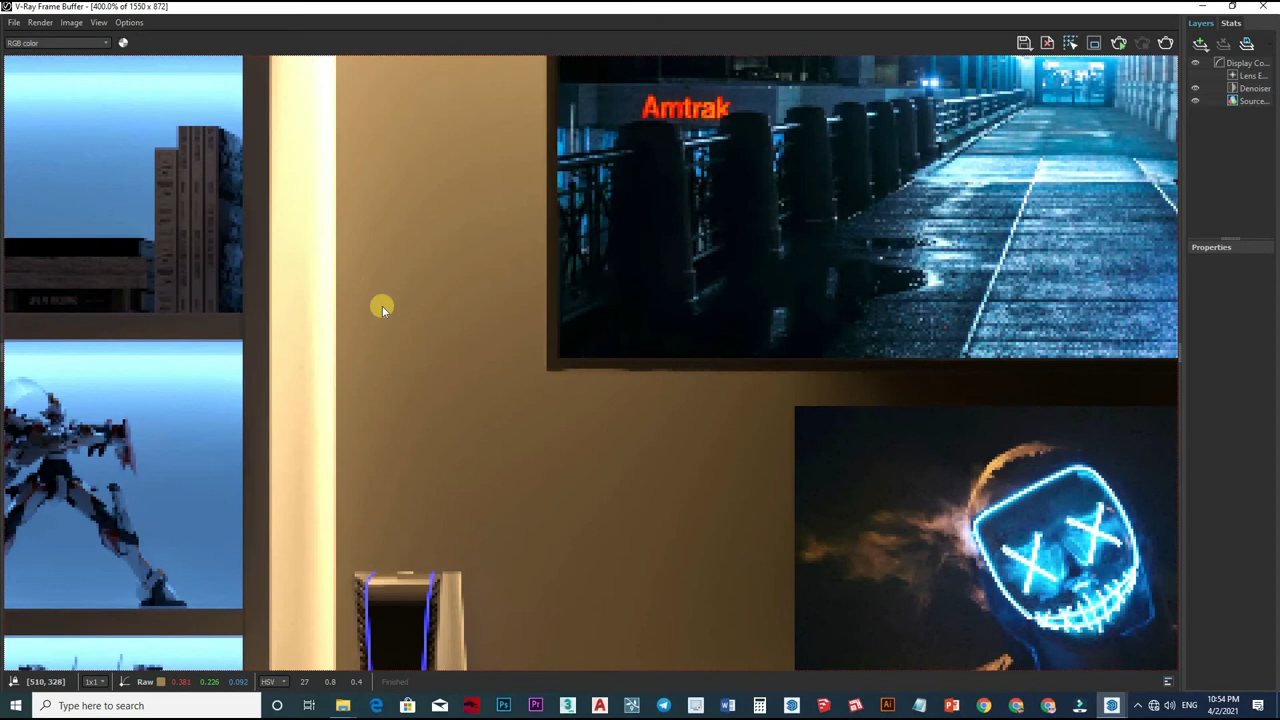 V-Ray Frame Buffer - [400.0% of 1550 x 872]
File Render Image View Options
Layers Stats
RGB color
Display Co...
Lens E...
Denoiser
Source...
Amtrak
Properties
[510, 328] 1x1 Raw 0.381 0.226 0.092 HSV 27 0.8 0.4 Finished
Type here to search
10:54 PM
4/2/2021